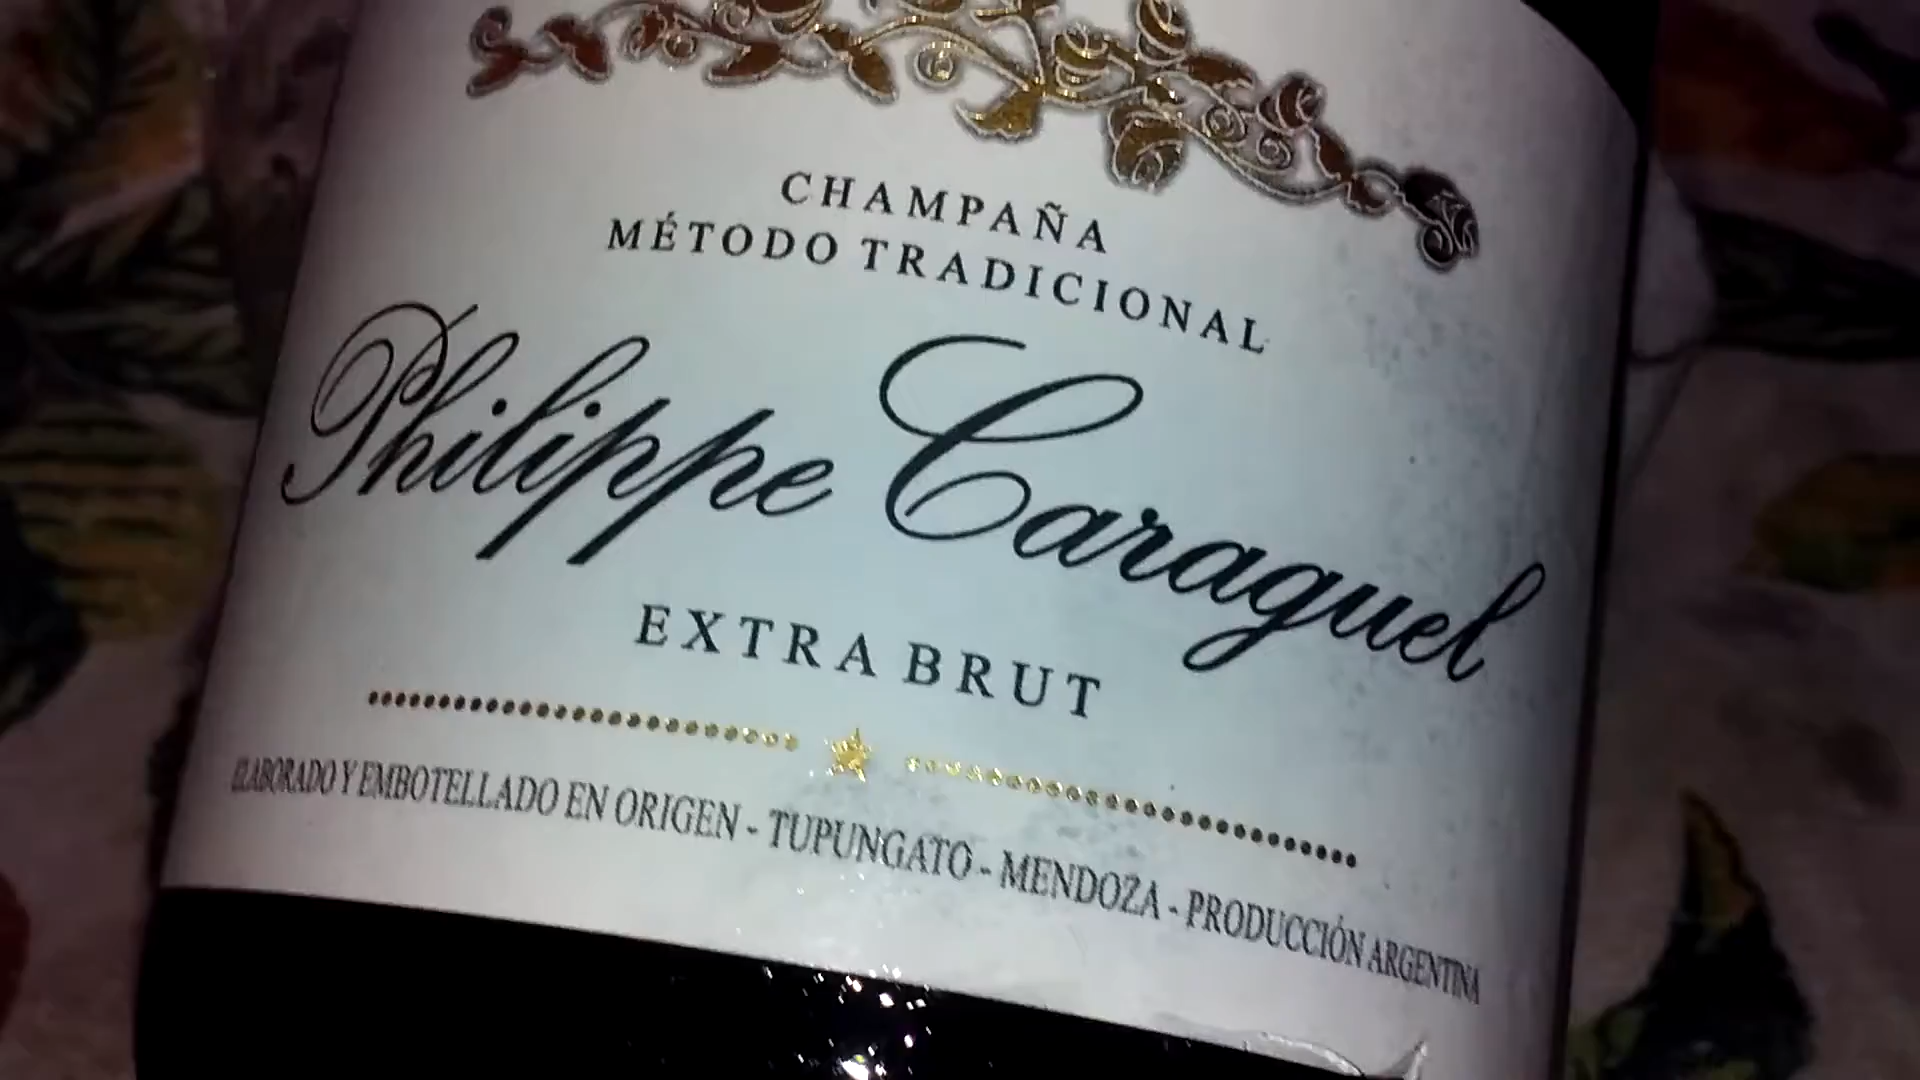 CHAMPAÑA
MÉTODO TRADICIONAL
Philippe Caraguel
EXTRA BRUT
ELABORADO Y EMBOTELLADO EN ORIGEN - TUPUNGATO - MENDOZA - PRODUCCIÓN ARGENTINA